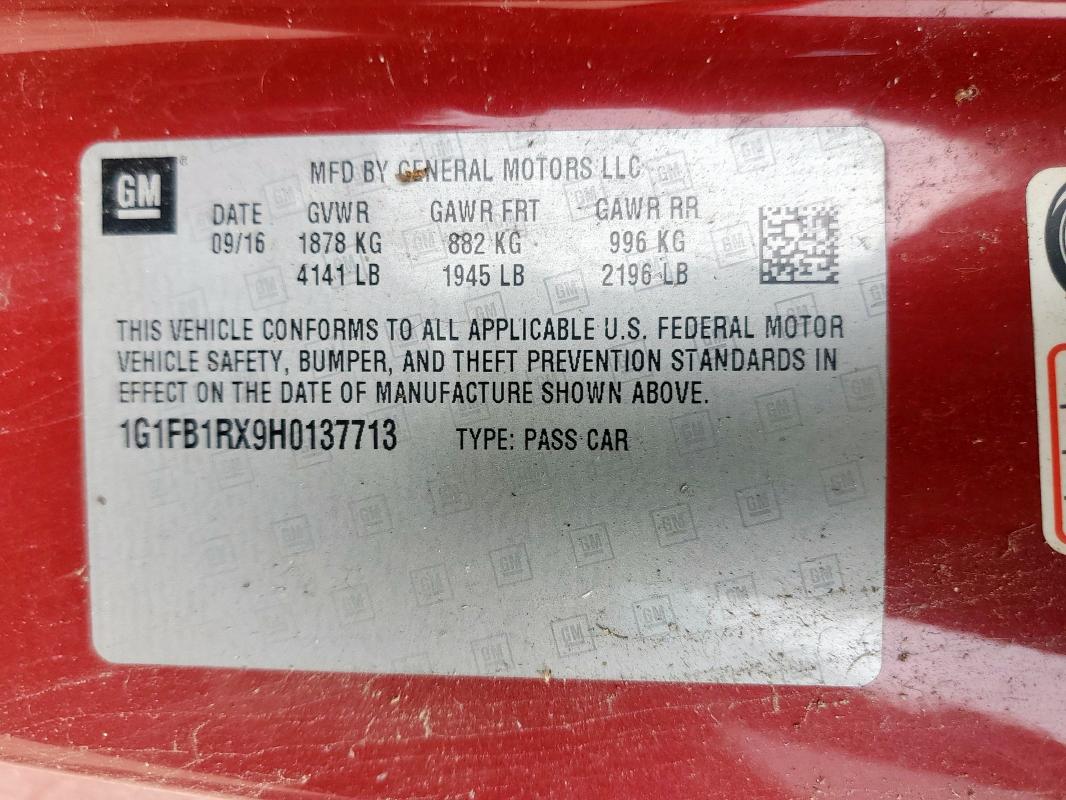 GM ®
MFD BY GENERAL MOTORS LLC
DATE GVWR GAWR FRT GAWR RR
09/16 1878 KG 882 KG 996 KG
4141 LB 1945 LB 2196 LB
THIS VEHICLE CONFORMS TO ALL APPLICABLE U.S. FEDERAL MOTOR
VEHICLE SAFETY, BUMPER, AND THEFT PREVENTION STANDARDS IN
EFFECT ON THE DATE OF MANUFACTURE SHOWN ABOVE.
1G1FB1RX9H0137713 TYPE: PASS CAR